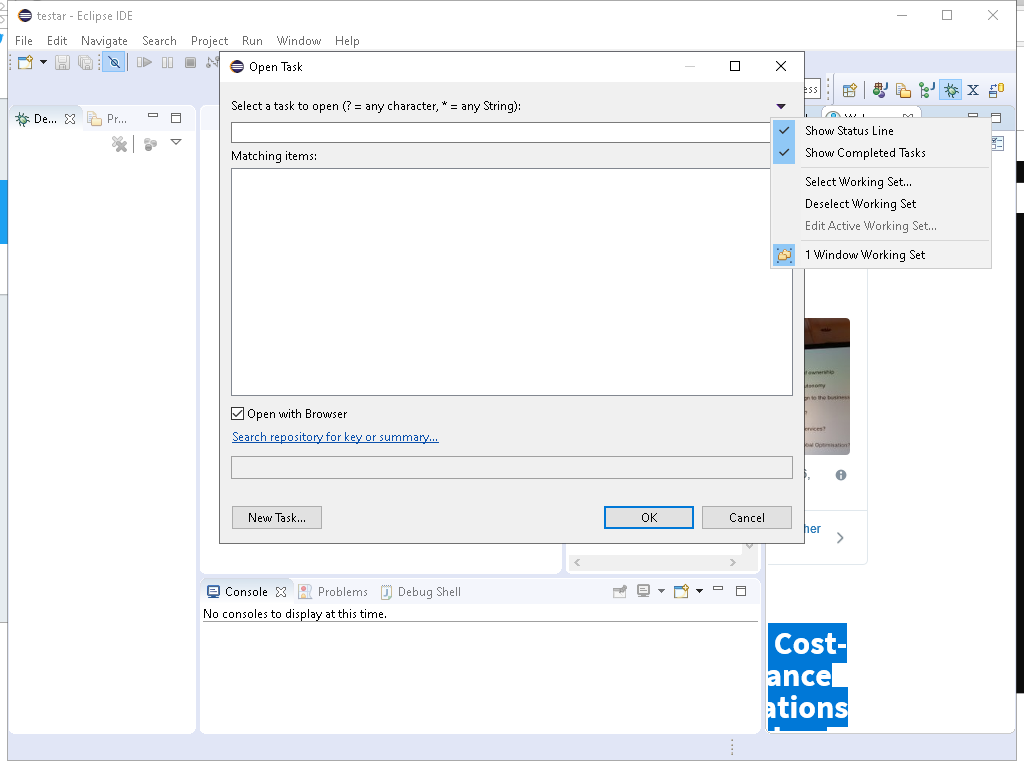 testar - Eclipse IDE
File Edit Navigate Search Project Run Window Help
Open Task
Select a task to open (? = any character, * = any String):
Matching items:
De...
Pr...
ess
Show Status Line
Show Completed Tasks
Select Working Set...
Deselect Working Set
Edit Active Working Set...
1 Window Working Set
ownership
Open with Browser
Search repository for key or summary...
New Task...
OK
Cancel
her
Console
Problems
Debug Shell
No consoles to display at this time.
Cost-
ance
ations